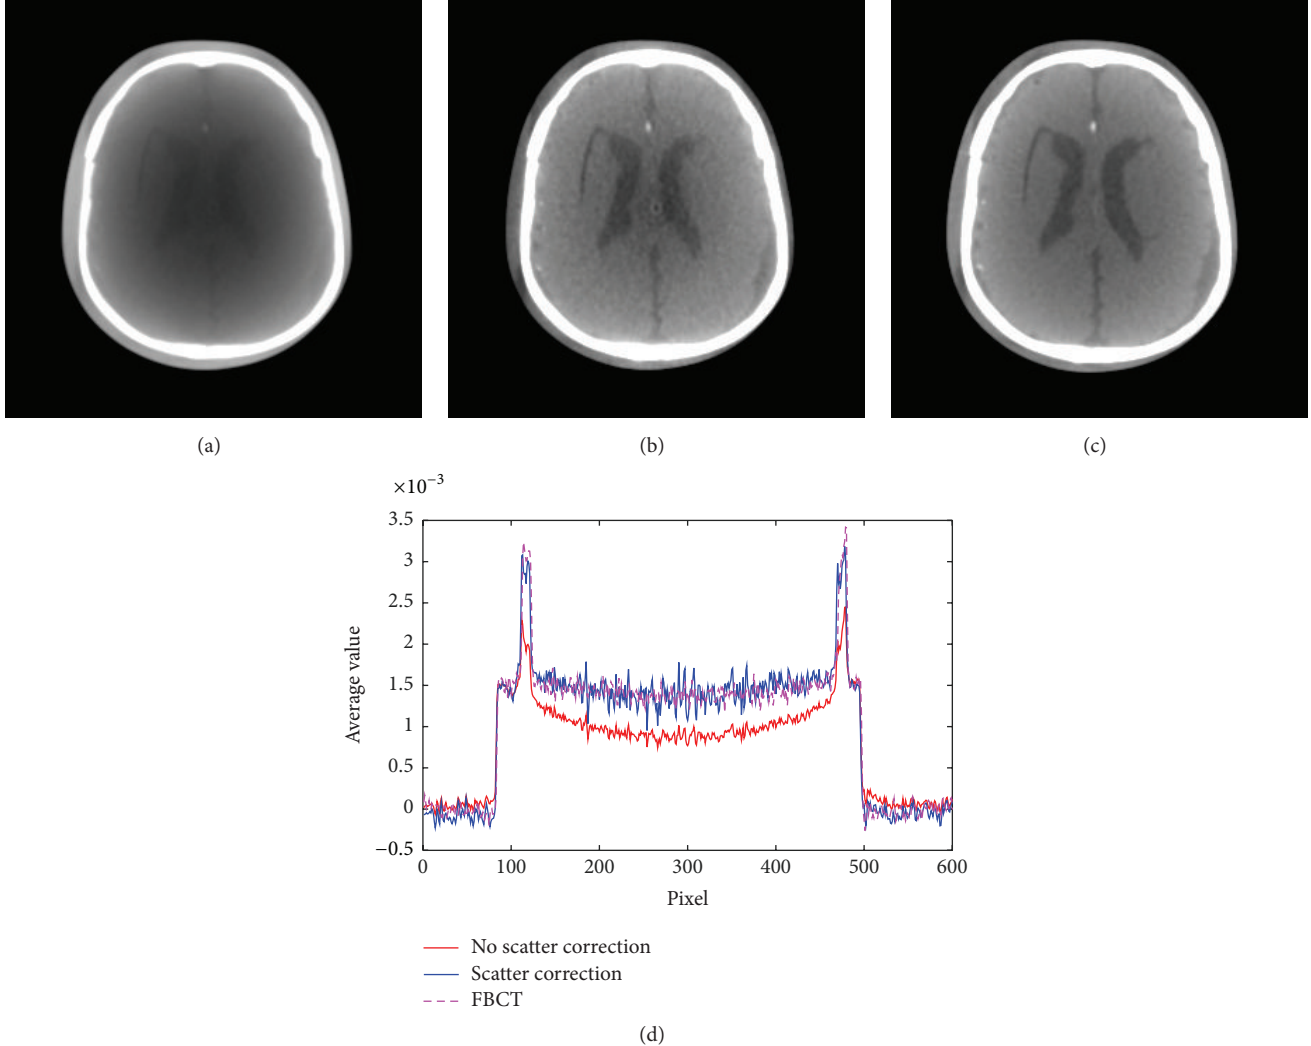 (a)
(b)
(c)
×10−3
3.5
3
2.5
2
1.5
1
0.5
0
−0.5
Average value
0 100 200 300 400 500 600
Pixel
No scatter correction
Scatter correction
FBCT
(d)